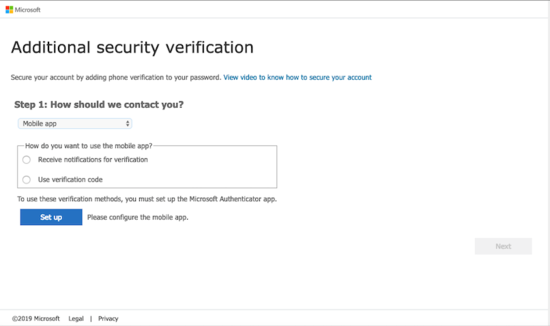 Microsoft
Additional security verification
Secure your account by adding phone verification to your password. View video to know how to secure your account
Step 1: How should we contact you?
Mobile app
How do you want to use the mobile app?
Receive notifications for verification
Use verification code
To use these verification methods, you must set up the Microsoft Authenticator app.
Set up Please configure the mobile app.
Next
©2019 Microsoft Legal | Privacy